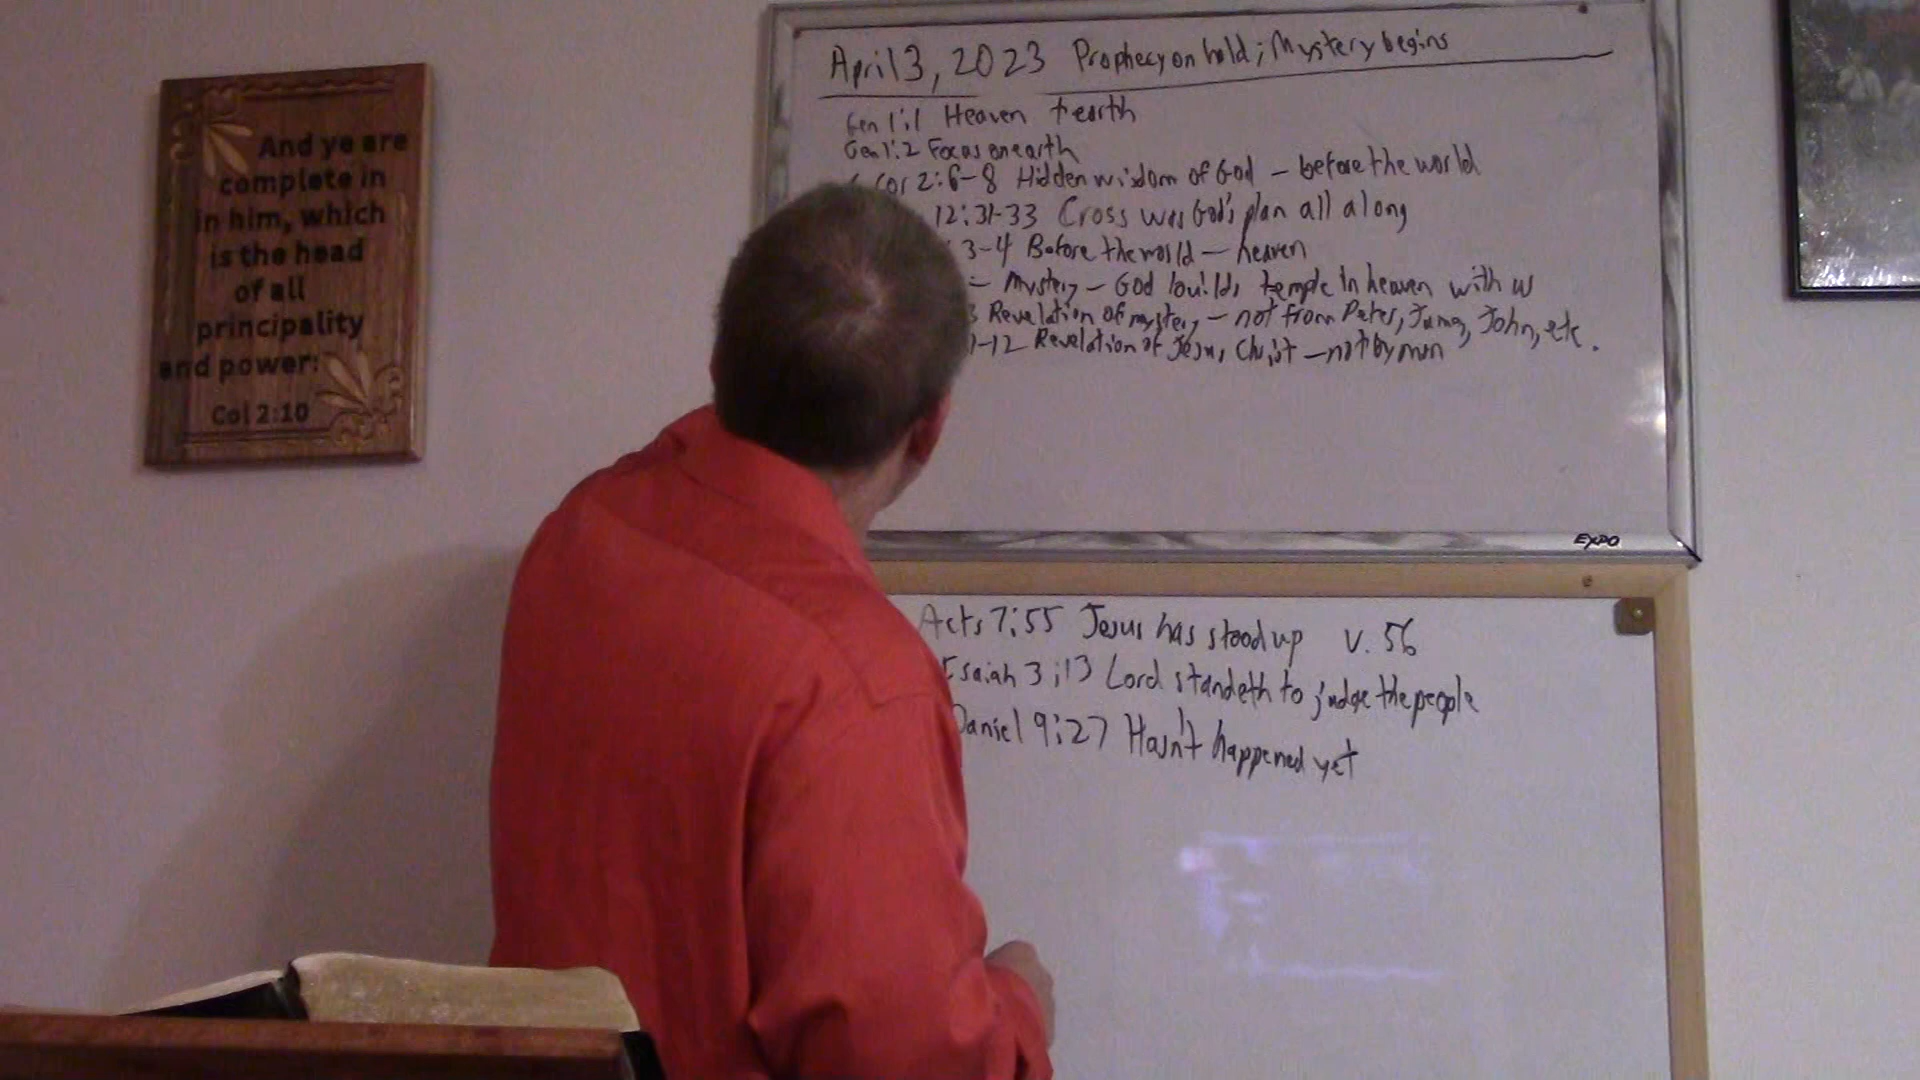 And ye are
complete in
in him, which
is the head
of all
principality
and power:
Col 2:10
April 3, 2023 Prophecy on hold; Mystery begins
Gen 1:1 Heaven + earth
Gen 1:2 Focus on earth
Cor 2:6-8 Hidden wisdom of God - before the world
12:31-33 Cross was God's plan all along
3-4 Before the world - heaven
- Mystery - God builds temple in heaven with u
3 Revelation of mystery - not from Peter, James, John, etc.
1-12 Revelation of Jesus Christ - not by man
EXPO
Acts 7:55 Jesus has stood up v. 56
Isaiah 3:13 Lord standeth to judge the people
Daniel 9:27 Hasn't happened yet